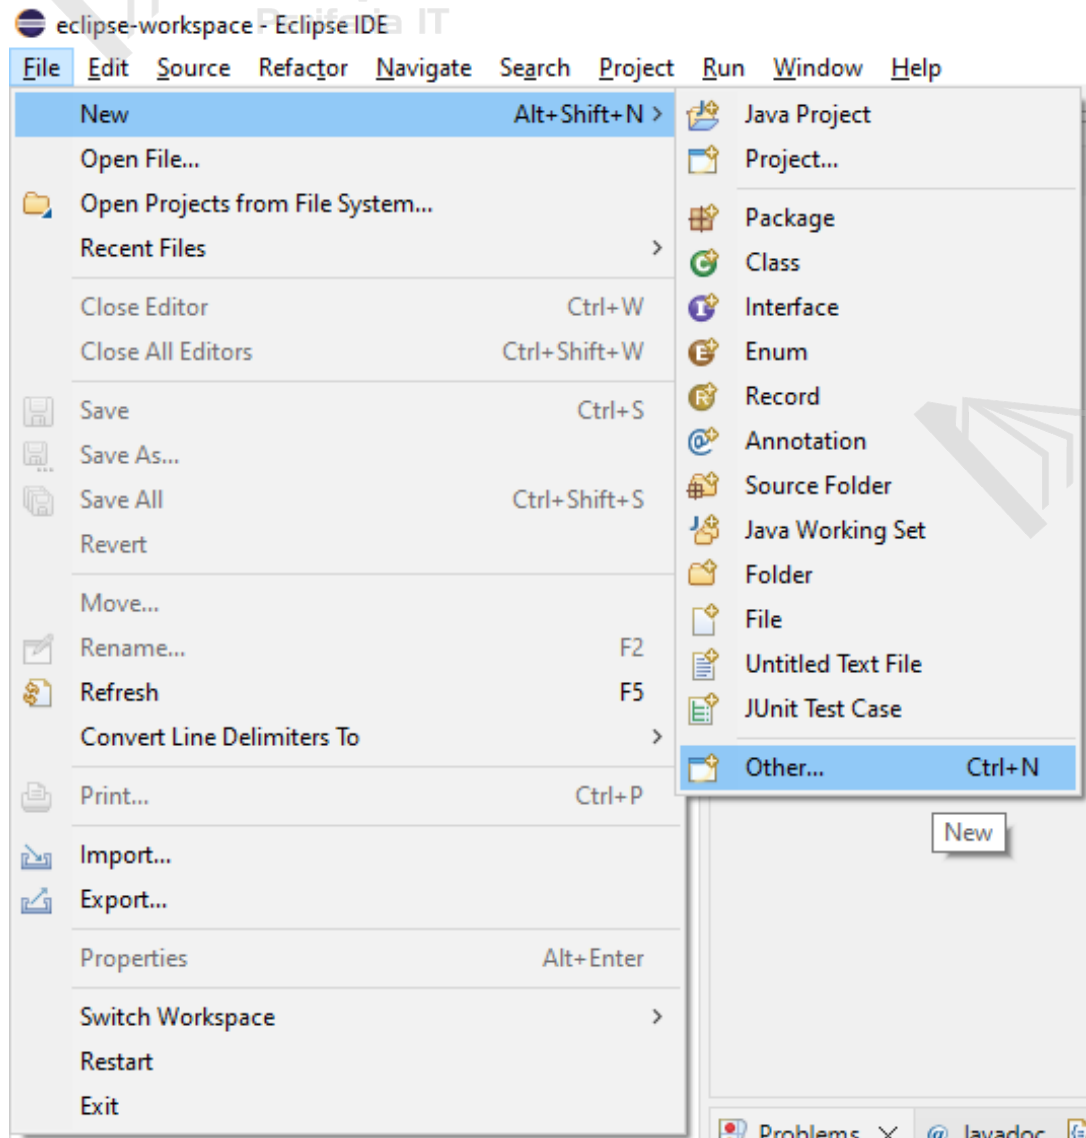 eclipse-workspace - Eclipse IDE
File Edit Source Refactor Navigate Search Project Run Window Help
New Alt+Shift+N >
Open File...
Open Projects from File System...
Recent Files >
Close Editor Ctrl+W
Close All Editors Ctrl+Shift+W
Save Ctrl+S
Save As...
Save All Ctrl+Shift+S
Revert
Move...
Rename... F2
Refresh F5
Convert Line Delimiters To >
Print... Ctrl+P
Import...
Export...
Properties Alt+Enter
Switch Workspace >
Restart
Exit
Java Project
Project...
Package
Class
Interface
Enum
Record
Annotation
Source Folder
Java Working Set
Folder
File
Untitled Text File
JUnit Test Case
Other... Ctrl+N
New
Problems × @ Javadoc